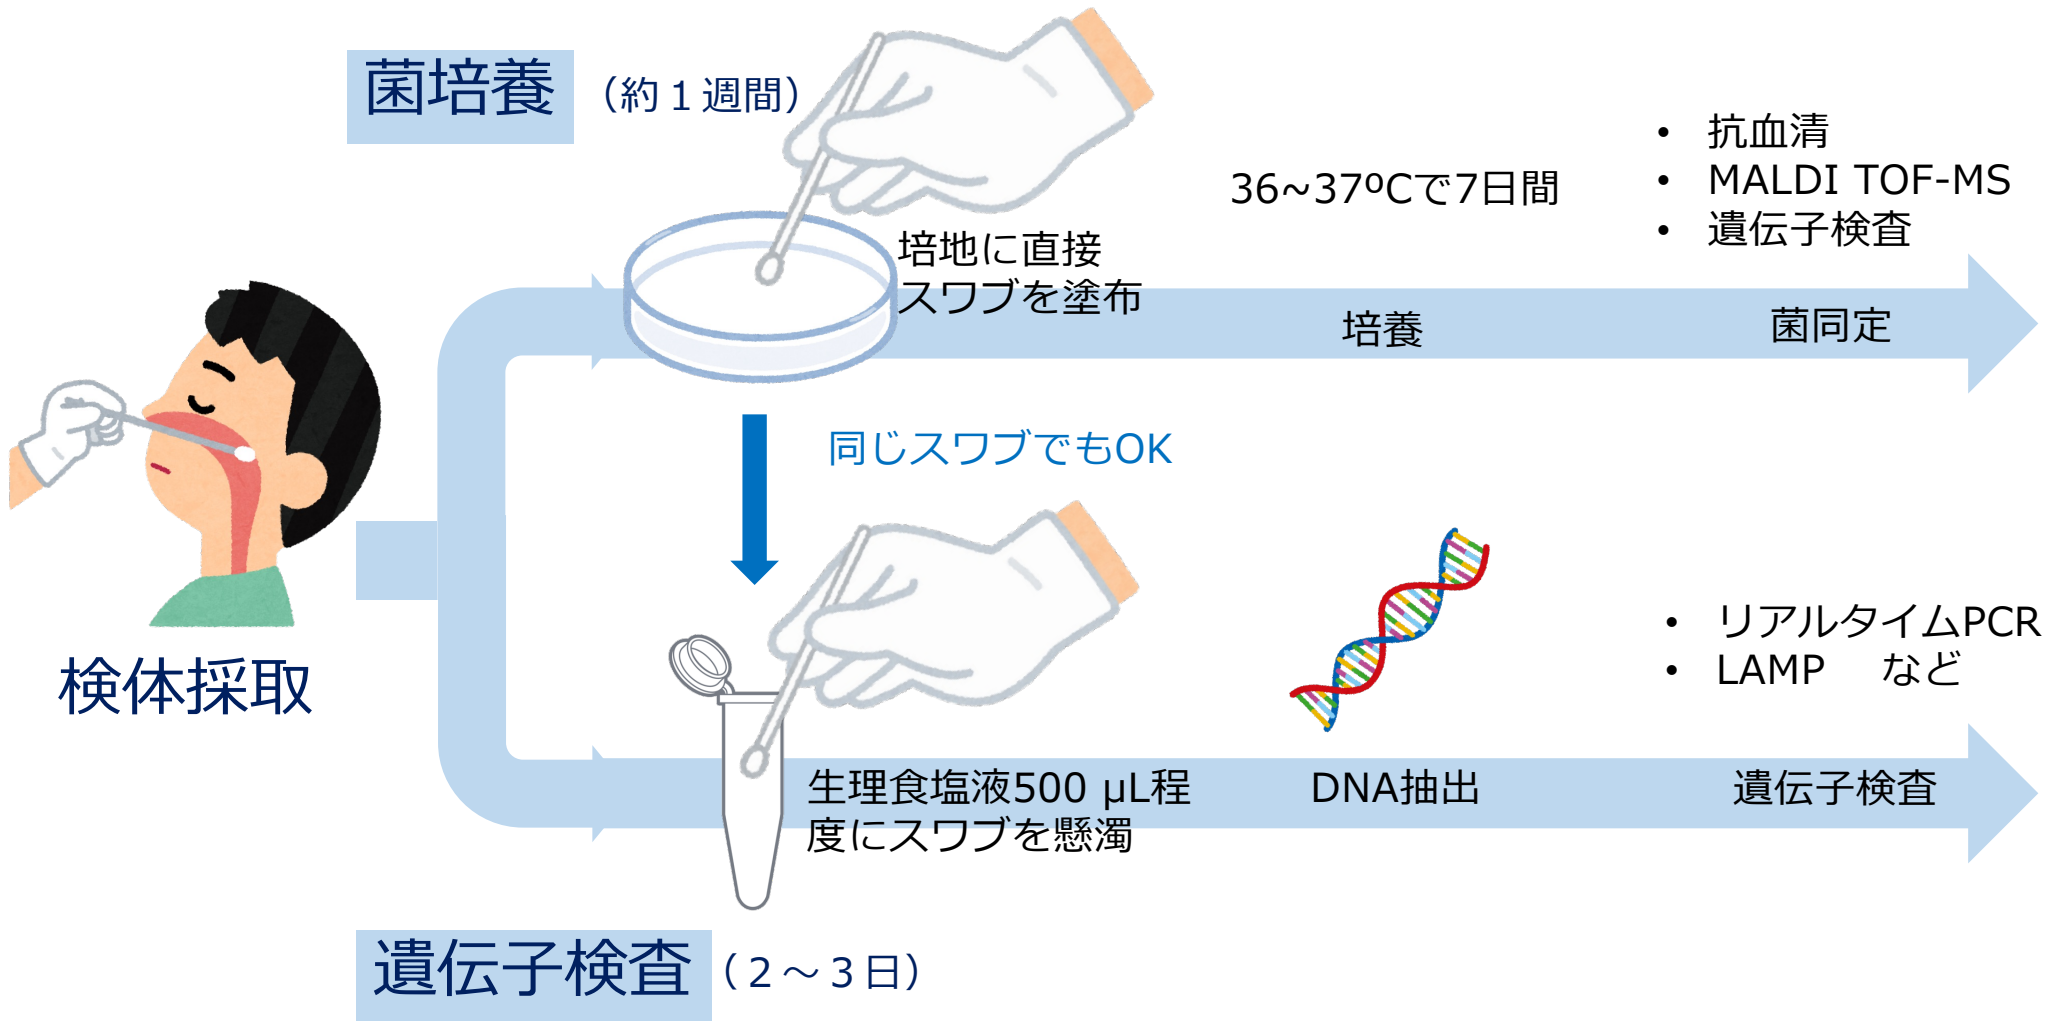 菌培養 （約１週間）
培地に直接
スワブを塗布
36~37ºCで7日間
培養
• 抗血清
• MALDI TOF-MS
• 遺伝子検査
菌同定
検体採取
同じスワブでもOK
生理食塩液500 µL程
度にスワブを懸濁
DNA抽出
• リアルタイムPCR
• LAMP　など
遺伝子検査
遺伝子検査 （２～３日）